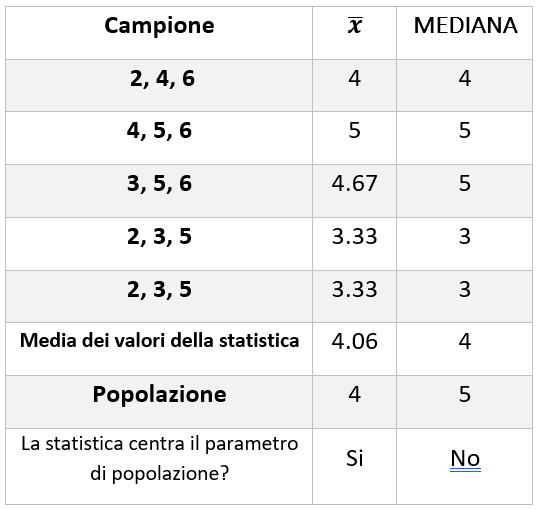 Campione x̅ MEDIANA
2, 4, 6 4 4
4, 5, 6 5 5
3, 5, 6 4.67 5
2, 3, 5 3.33 3
2, 3, 5 3.33 3
Media dei valori della statistica 4.06 4
Popolazione 4 5
La statistica centra il parametro
di popolazione? Si No